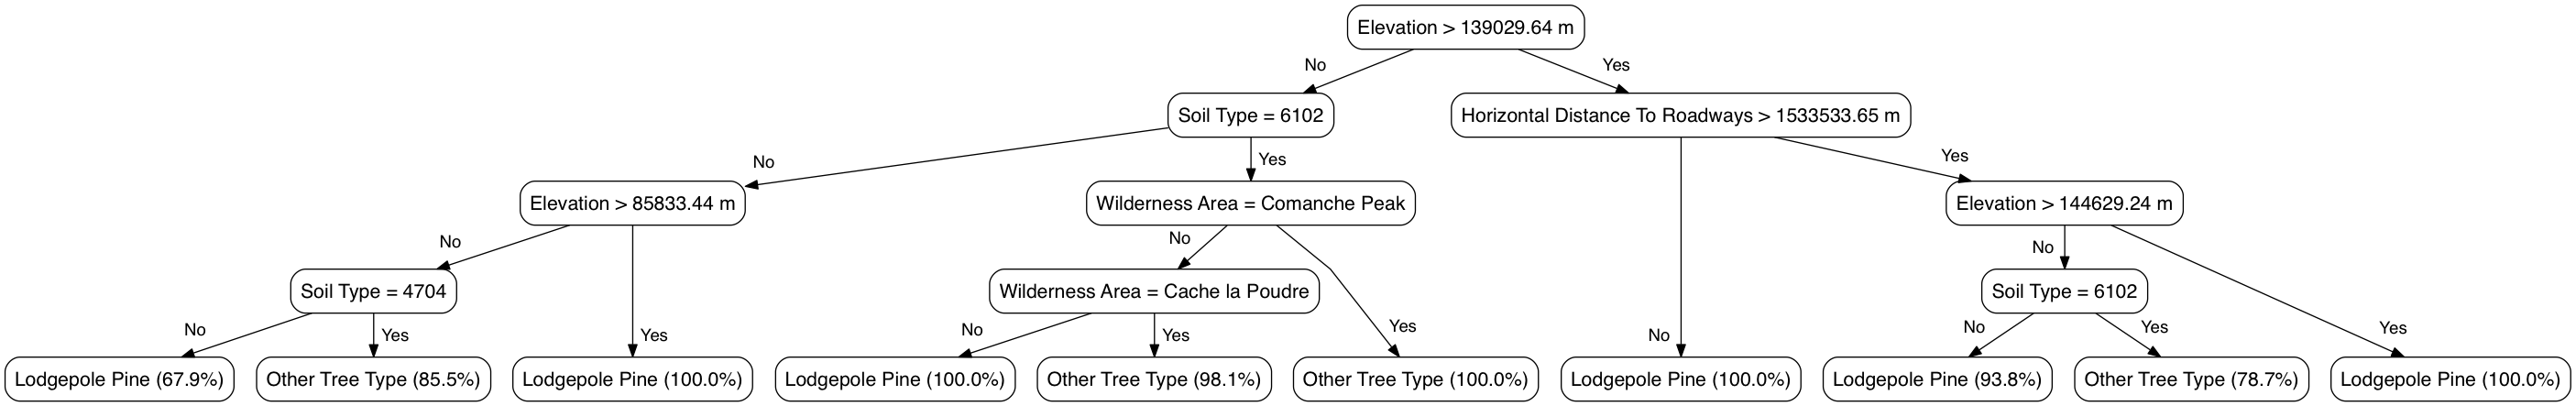 Elevation > 139029.64 m
No
Yes
Soil Type = 6102
Horizontal Distance To Roadways > 1533533.65 m
No
Yes
Yes
Elevation > 85833.44 m
Wilderness Area = Comanche Peak
Elevation > 144629.24 m
No
No
No
Soil Type = 4704
Wilderness Area = Cache la Poudre
Soil Type = 6102
No
Yes
Yes
No
Yes
Yes
No
No
Yes
Yes
Lodgepole Pine (67.9%)
Other Tree Type (85.5%)
Lodgepole Pine (100.0%)
Lodgepole Pine (100.0%)
Other Tree Type (98.1%)
Other Tree Type (100.0%)
Lodgepole Pine (100.0%)
Lodgepole Pine (93.8%)
Other Tree Type (78.7%)
Lodgepole Pine (100.0%)